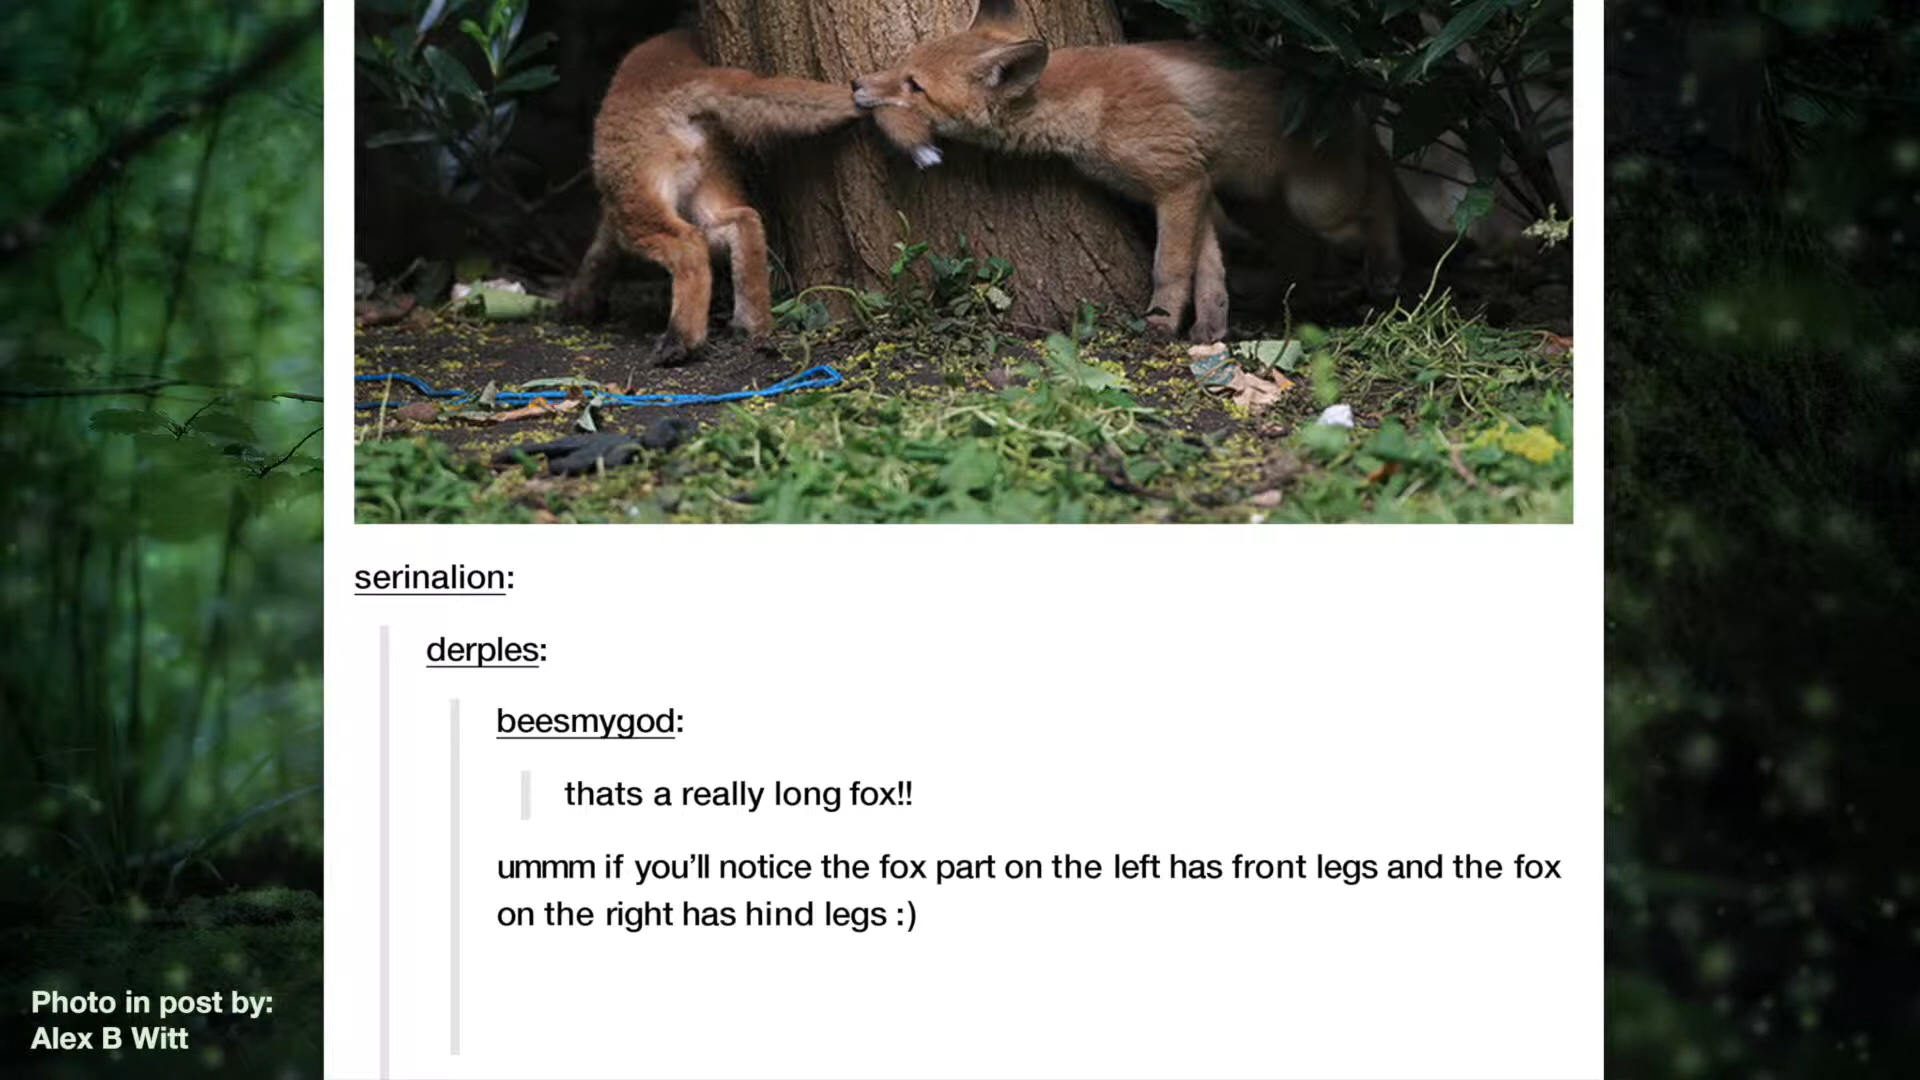 serinalion:
derples:
beesmygod:
thats a really long fox!!
ummm if you’ll notice the fox part on the left has front legs and the fox
on the right has hind legs :)
Photo in post by:
Alex B Witt